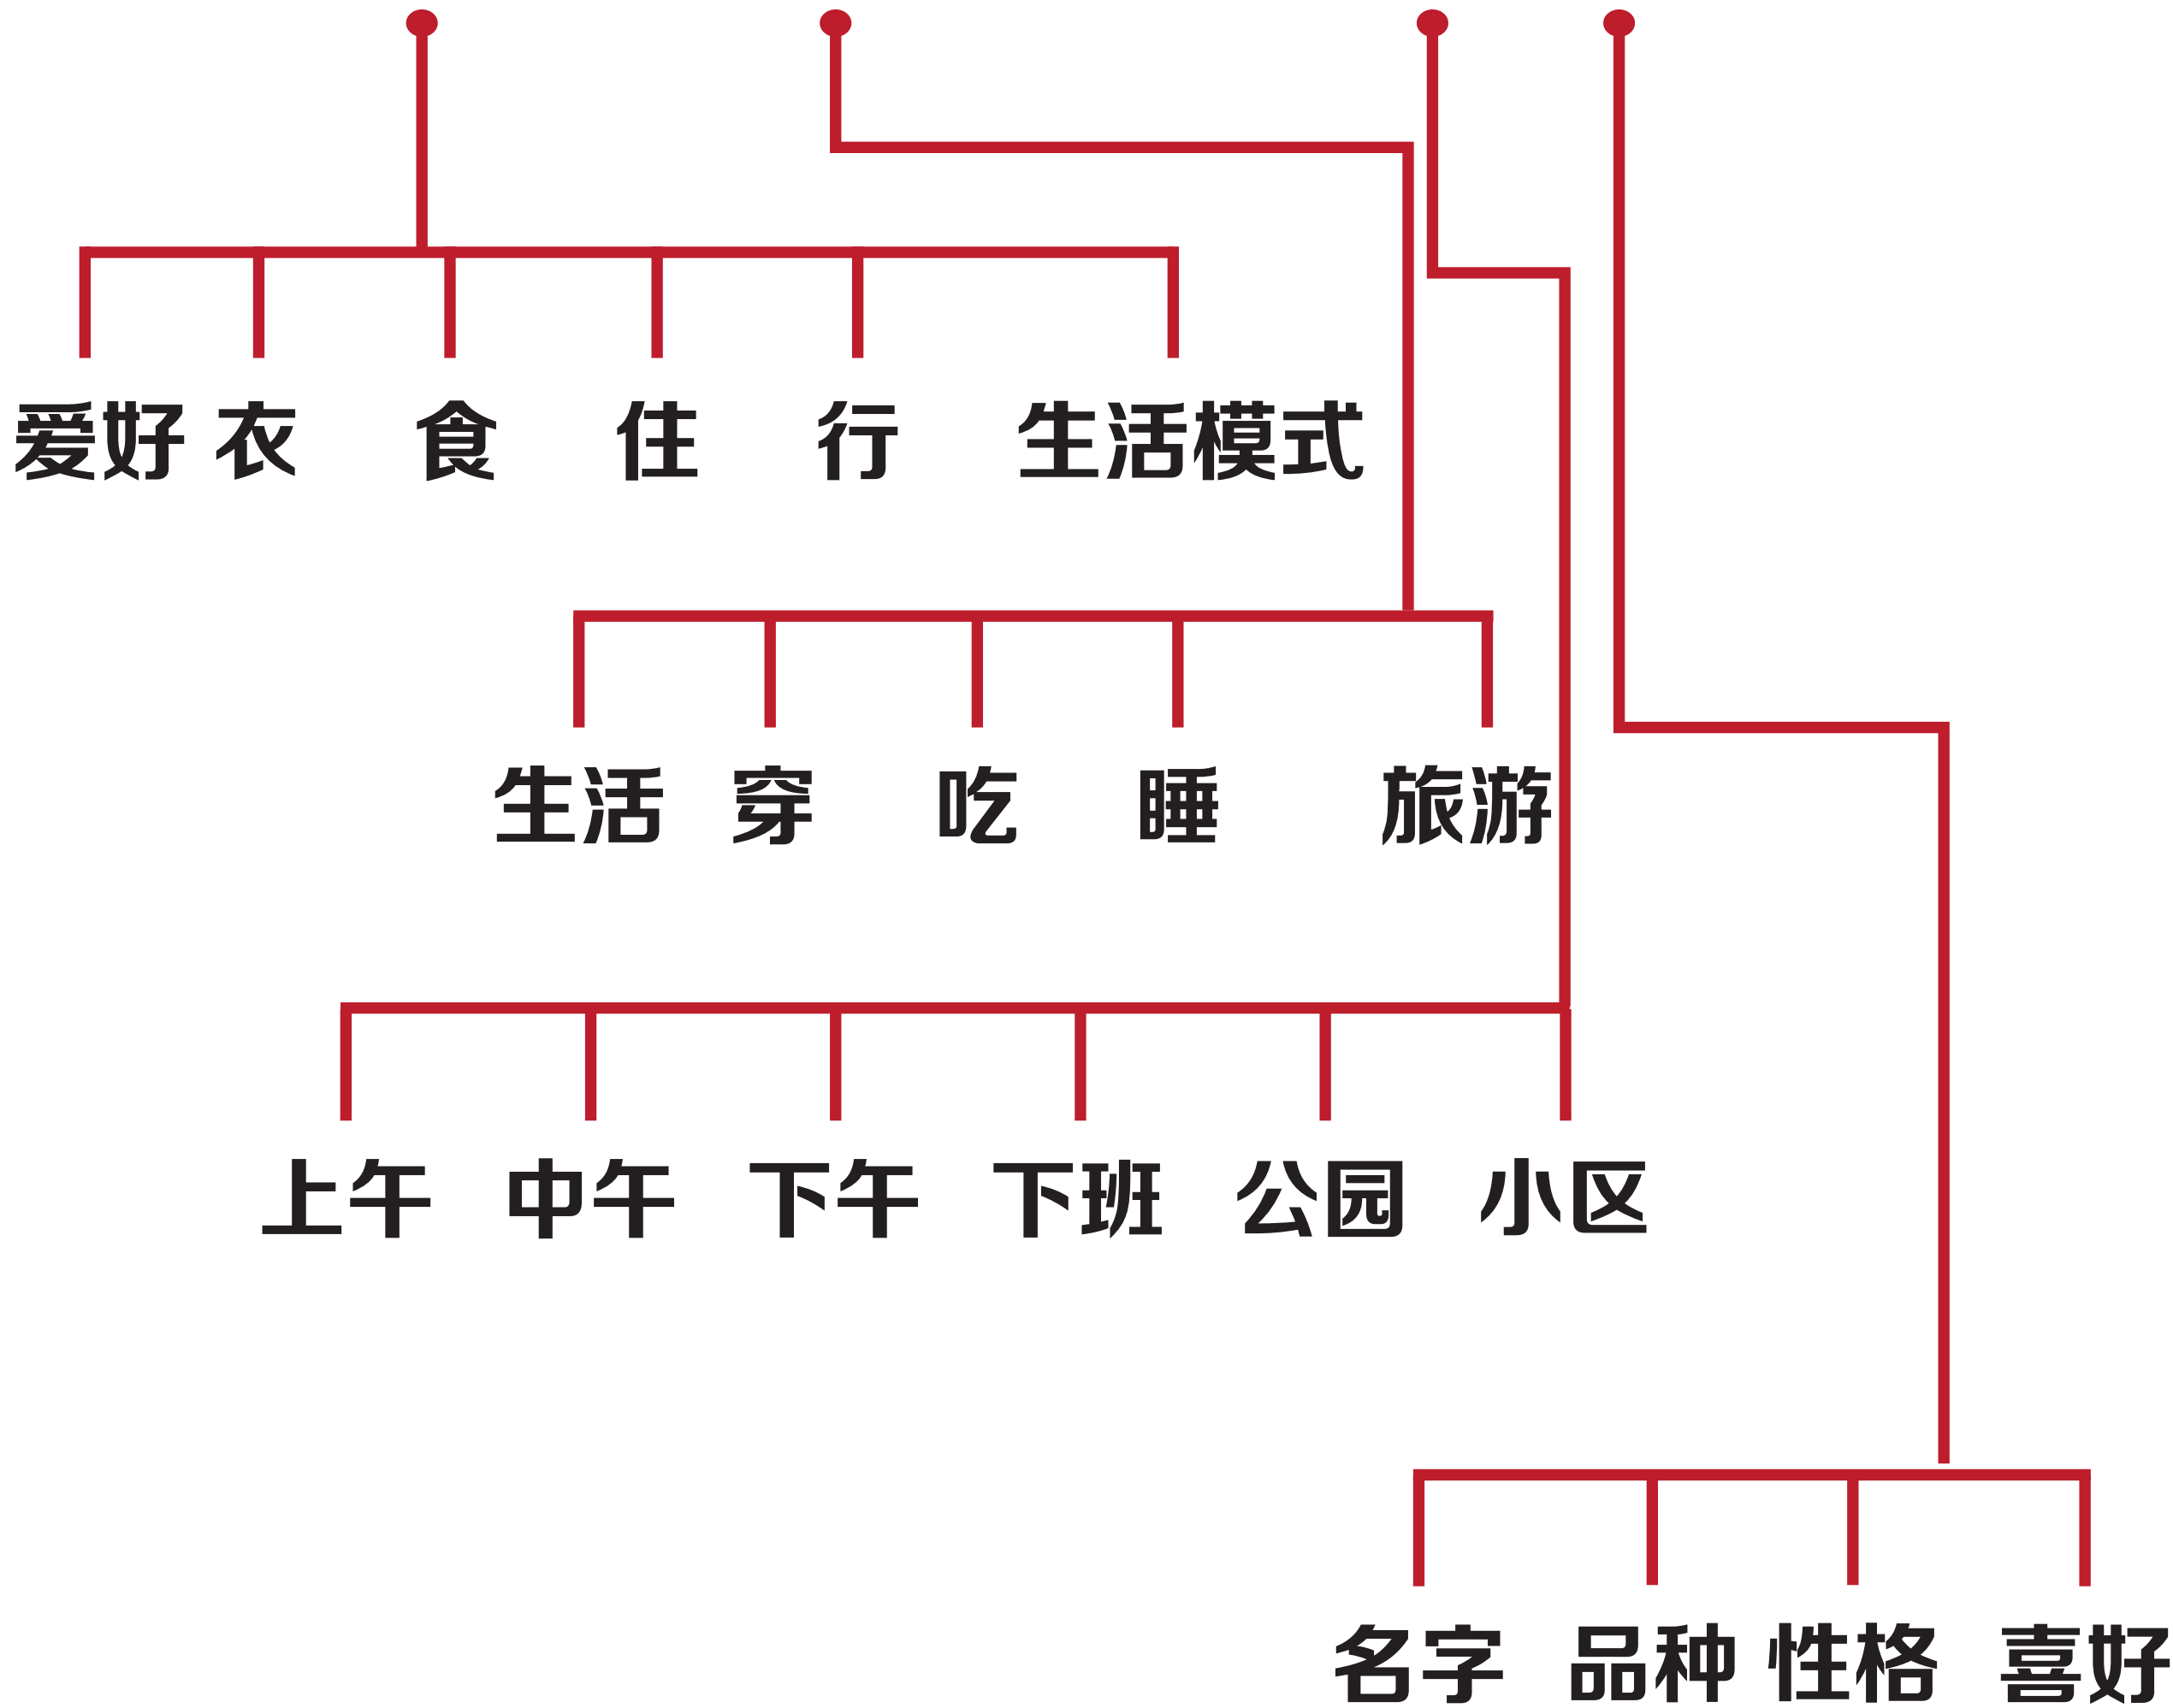 爱好 衣 食 住 行 生活模式
生活 穿 吃 睡 旅游
上午 中午 下午 下班 公园 小区
名字 品种 性格 喜好